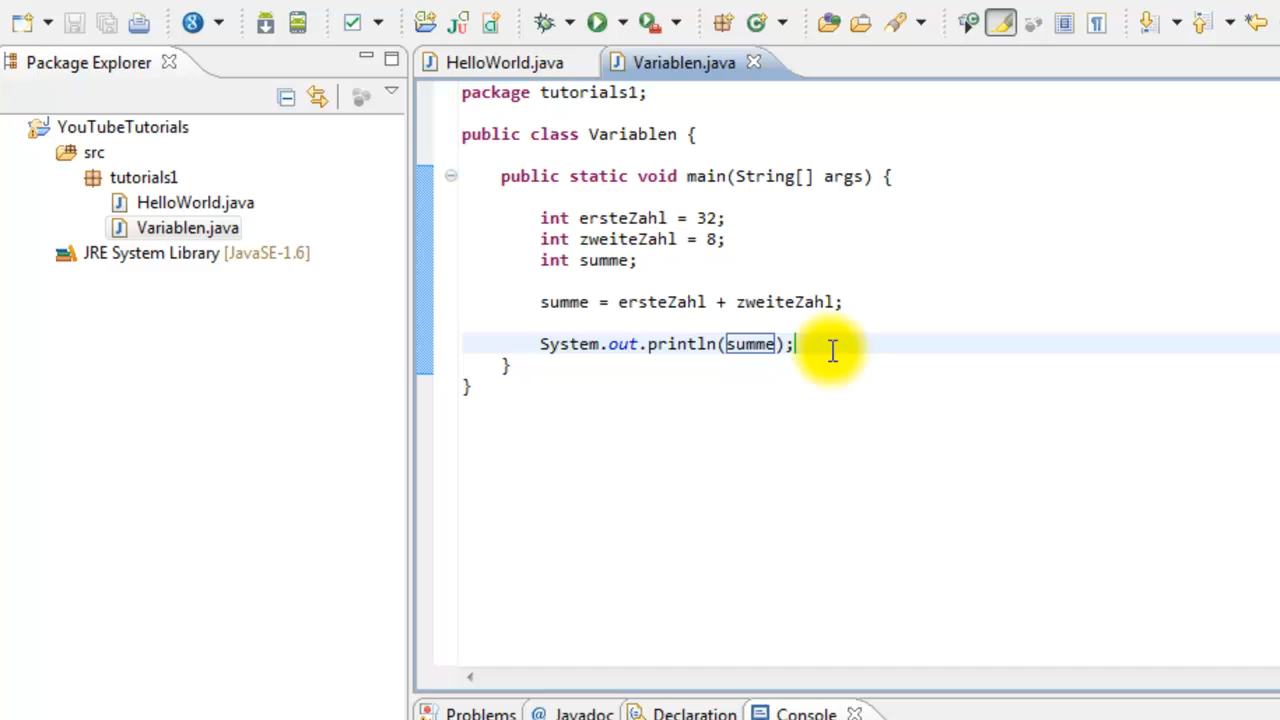 Package Explorer
YouTubeTutorials
src
tutorials1
HelloWorld.java
Variablen.java
JRE System Library [JavaSE-1.6]
HelloWorld.java
Variablen.java
package tutorials1;
public class Variablen {
public static void main(String[] args) {
int ersteZahl = 32;
int zweiteZahl = 8;
int summe;
summe = ersteZahl + zweiteZahl;
System.out.println(summe);
}
}
Problems
Javadoc
Declaration
Console